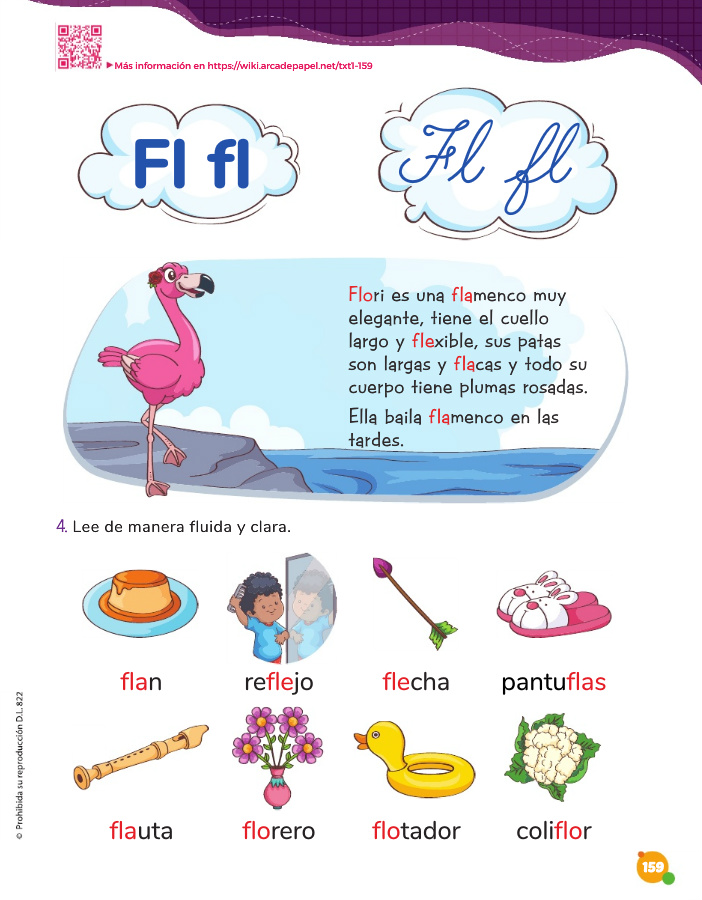 ▶Más información en https://wiki.arcadepapel.net/txt1-159
Fl fl
Fl fl
Flori es una flamenco muy
elegante, tiene el cuello
largo y flexible, sus patas
son largas y flacas y todo su
cuerpo tiene plumas rosadas.
Ella baila flamenco en las
tardes.
4. Lee de manera fluida y clara.
flan reflejo flecha pantuflas
flauta florero flotador coliflor
© Prohibida su reproducción D.L. 822
159